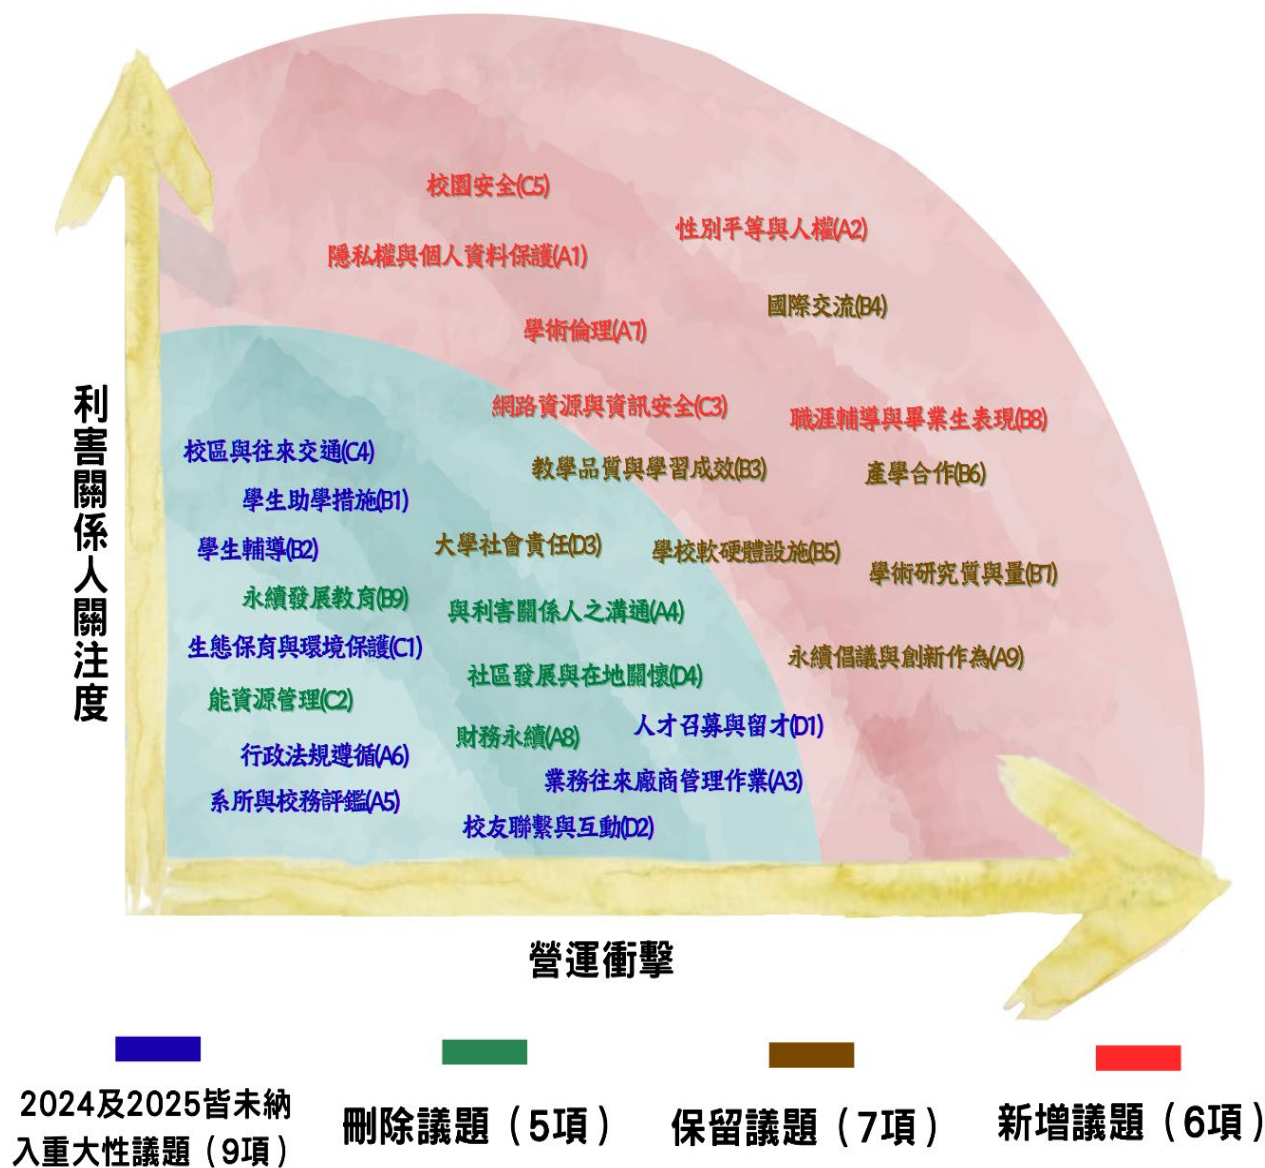 校園安全(C5)
性別平等與人權(A2)
隱私權與個人資料保護(A1)
國際交流(B4)
學術倫理(A7)
網路資源與資訊安全(C3)
職涯輔導與畢業生表現(B8)
校區與往來交通(C4)
教學品質與學習成效(B3)
產學合作(B6)
學生助學措施(B1)
學生輔導(B2)
大學社會責任(D3)
學校軟硬體設施(B5)
學術研究質與量(B7)
永續發展教育(B9)
與利害關係人之溝通(A4)
生態保育與環境保護(C1)
永續倡議與創新作為(A9)
社區發展與在地關懷(D4)
能資源管理(C2)
人才召募與留才(D1)
財務永續(A8)
行政法規遵循(A6)
業務往來廠商管理作業(A3)
系所與校務評鑑(A5)
校友聯繫與互動(D2)
利害關係人關注度
營運衝擊
2024及2025皆未納
入重大性議題（9項）
刪除議題（5項）
保留議題（7項）
新增議題（6項）